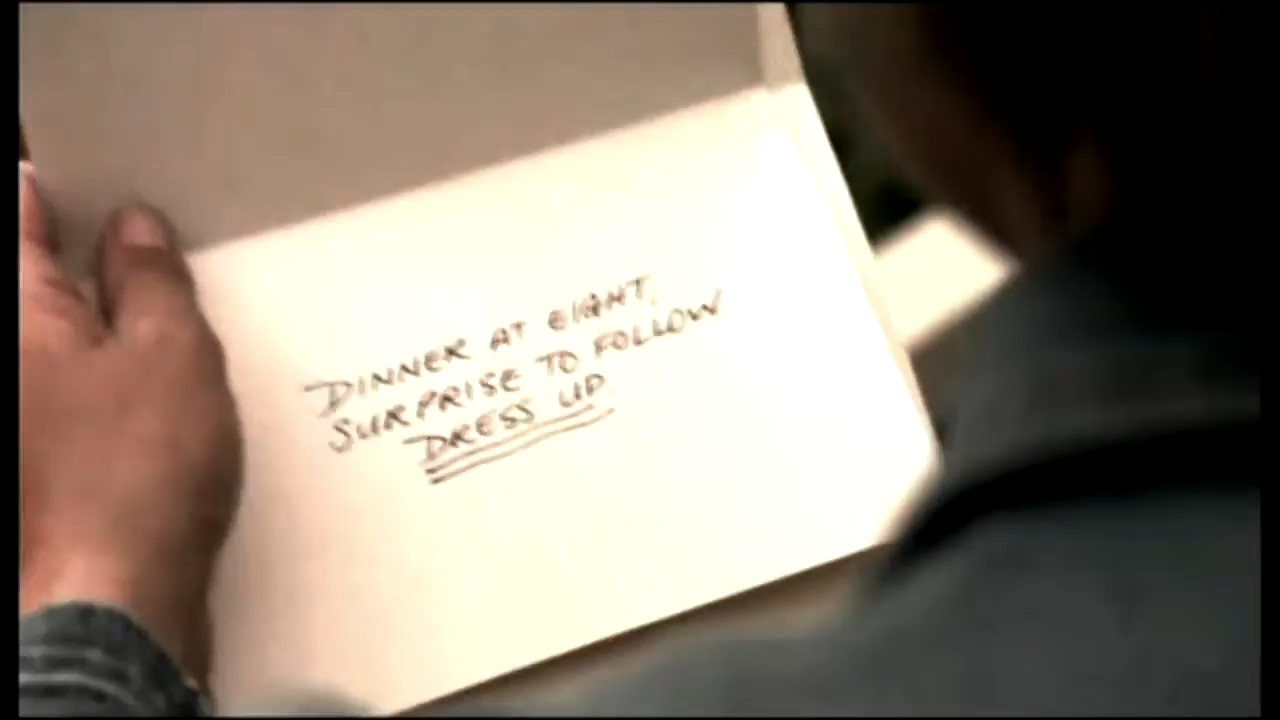 DINNER AT EIGHT.
SURPRISE TO FOLLOW
DRESS UP.